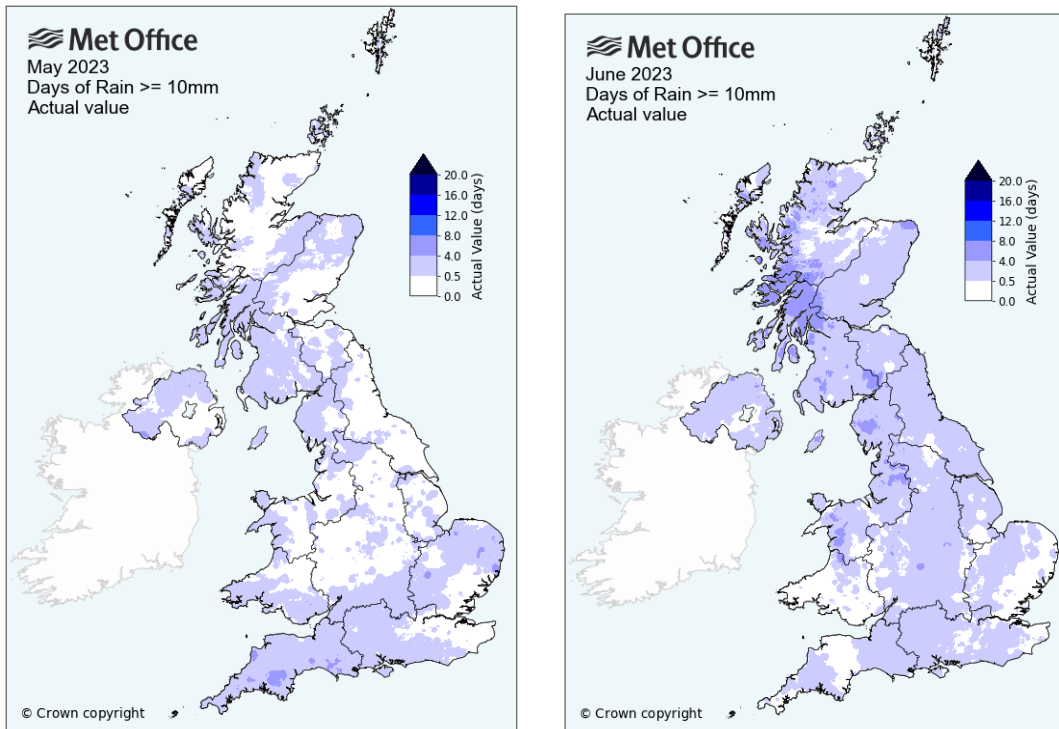 Met Office
May 2023
Days of Rain >= 10mm
Actual value
20.0
16.0
12.0
8.0
4.0
0.5
0.0
Actual Value (days)
© Crown copyright
Met Office
June 2023
Days of Rain >= 10mm
Actual value
20.0
16.0
12.0
8.0
4.0
0.5
0.0
Actual Value (days)
© Crown copyright